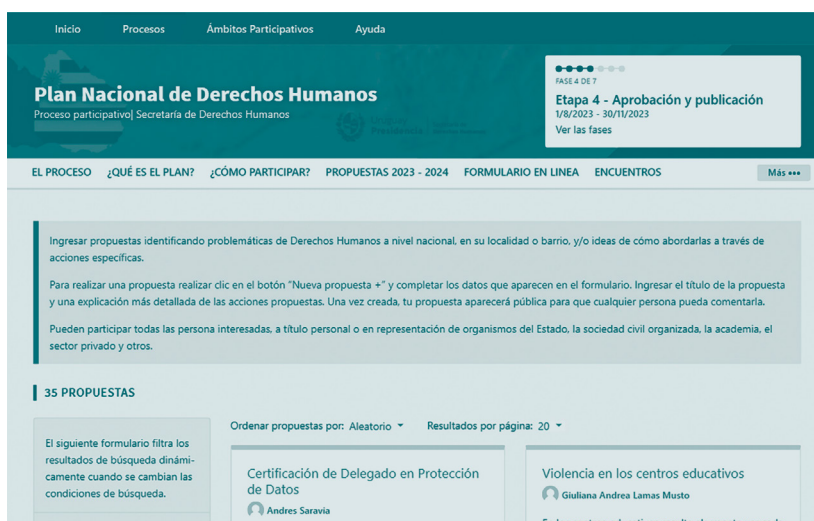 Inicio Procesos Ámbitos Participativos Ayuda
Plan Nacional de Derechos Humanos
Proceso participativo| Secretaría de Derechos Humanos
Uruguay
Presidencia
FASE 4 DE 7
Etapa 4 - Aprobación y publicación
1/8/2023 - 30/11/2023
Ver las fases
EL PROCESO ¿QUÉ ES EL PLAN? ¿CÓMO PARTICIPAR? PROPUESTAS 2023 - 2024 FORMULARIO EN LINEA ENCUENTROS Más •••
Ingresar propuestas identificando problemáticas de Derechos Humanos a nivel nacional, en su localidad o barrio, y/o ideas de cómo abordarlas a través de
acciones específicas.
Para realizar una propuesta realizar clic en el botón "Nueva propuesta +" y completar los datos que aparecen en el formulario. Ingresar el título de la propuesta
y una explicación más detallada de las acciones propuestas. Una vez creada, tu propuesta aparecerá pública para que cualquier persona pueda comentarla.
Pueden participar todas las persona interesadas, a título personal o en representación de organismos del Estado, la sociedad civil organizada, la academia, el
sector privado y otros.
35 PROPUESTAS
El siguiente formulario filtra los
resultados de búsqueda dinámi-
camente cuando se cambian las
condiciones de búsqueda.
Ordenar propuestas por: Aleatorio Resultados por página: 20
Certificación de Delegado en Protección
de Datos
Andres Saravia
Violencia en los centros educativos
Giuliana Andrea Lamas Musto